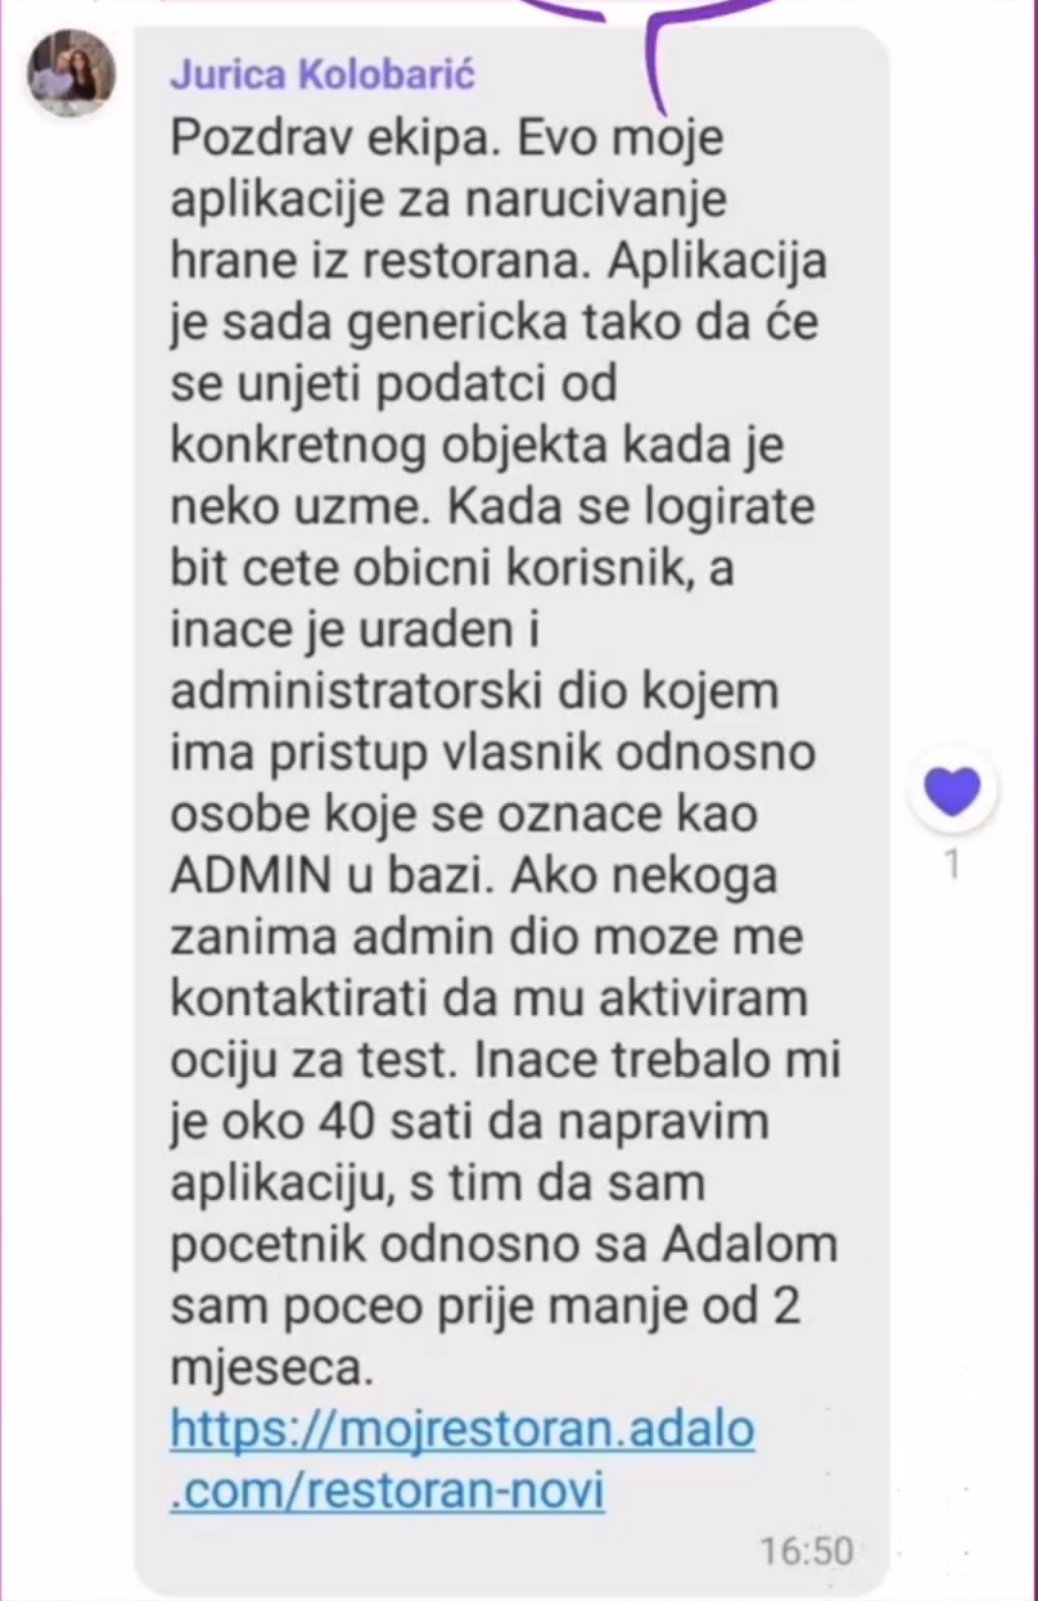 Jurica Kolobarić
Pozdrav ekipa. Evo moje
aplikacije za narucivanje
hrane iz restorana. Aplikacija
je sada genericka tako da će
se unjeti podatci od
konkretnog objekta kada je
neko uzme. Kada se logirate
bit cete obicni korisnik, a
inace je uraden i
administratorski dio kojem
ima pristup vlasnik odnosno
osobe koje se oznace kao
ADMIN u bazi. Ako nekoga
zanima admin dio moze me
kontaktirati da mu aktiviram
ociju za test. Inace trebalo mi
je oko 40 sati da napravim
aplikaciju, s tim da sam
pocetnik odnosno sa Adalom
sam poceo prije manje od 2
mjeseca.
https://mojrestoran.adalo
.com/restoran-novi
1
16:50